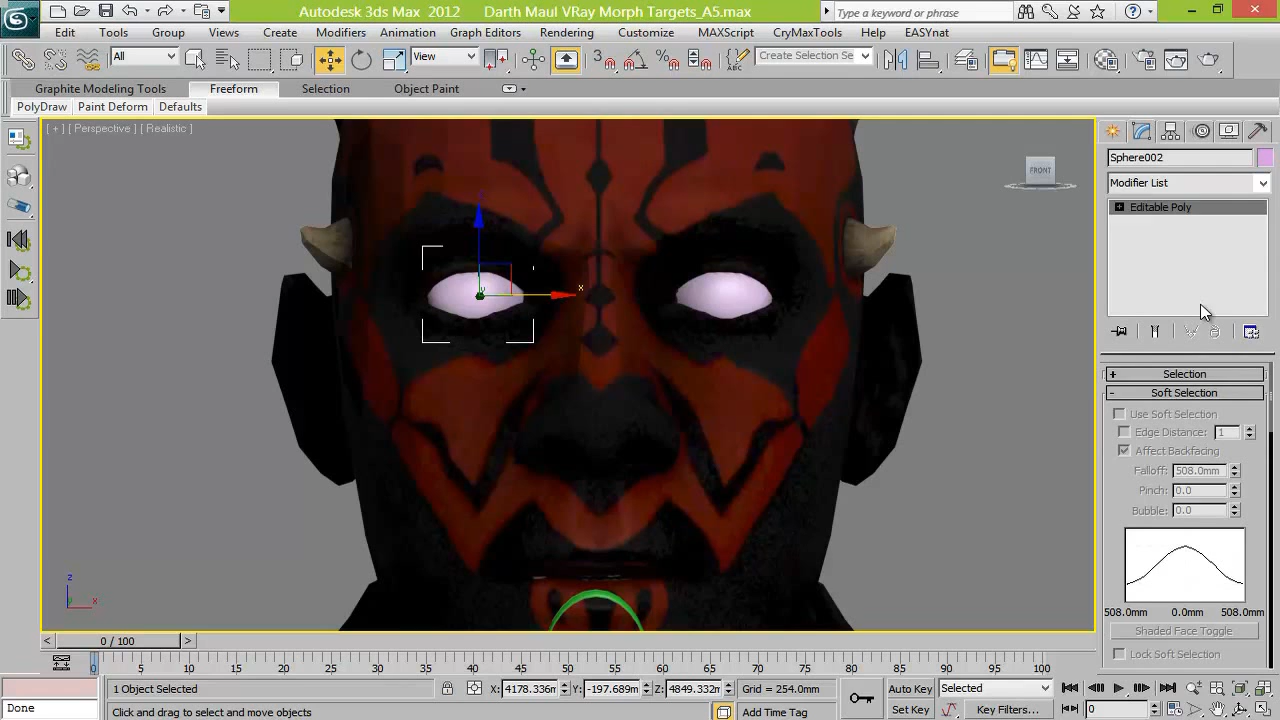 Autodesk 3ds Max 2012 Darth Maul VRay Morph Targets_A5.max
Type a keyword or phrase
Edit Tools Group Views Create Modifiers Animation Graph Editors Rendering Customize MAXScript CryMaxTools Help EASYnat
All View 3 Create Selection Se
Graphite Modeling Tools Freeform Selection Object Paint
PolyDraw Paint Deform Defaults
[ + ] [ Perspective ] [ Realistic ]
FRONT
Sphere002
Modifier List
Editable Poly
x
Selection
Soft Selection
Use Soft Selection
Edge Distance: 1
Affect Backfacing
Falloff: 508.0mm
Pinch: 0.0
Bubble: 0.0
508.0mm 0.0mm 508.0mm
Shaded Face Toggle
Lock Soft Selection
z
x
< 0 / 100 >
0 5 10 15 20 25 30 35 40 45 50 55 60 65 70 75 80 85 90 95 100
1 Object Selected X: 4178.336m Y: -197.689m Z: 4849.332m Grid = 254.0mm Auto Key Selected
Done Click and drag to select and move objects Add Time Tag Set Key Key Filters... 0